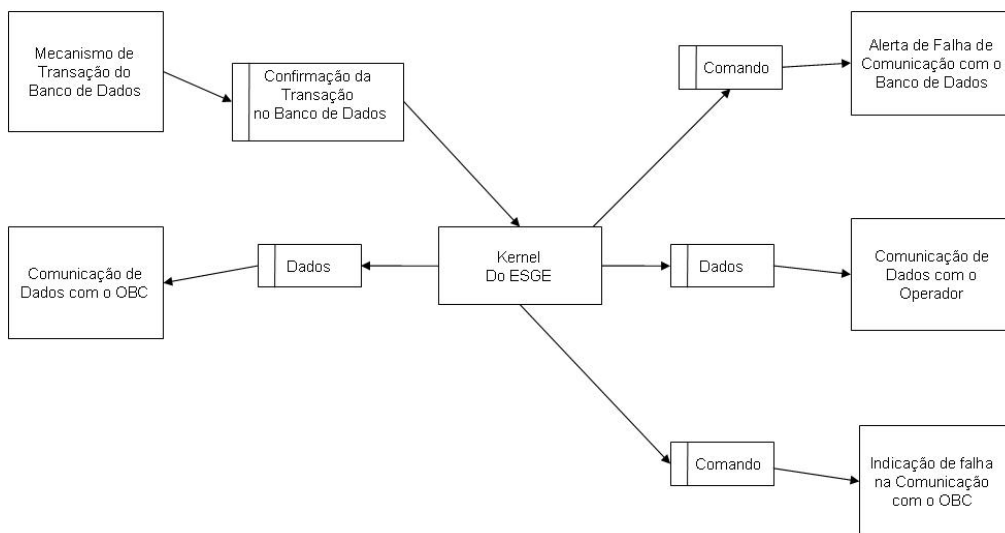 Mecanismo de
Transação do
Banco de Dados
Confirmação da
Transação
no Banco de Dados
Comando
Alerta de Falha de
Comunicação com o
Banco de Dados
Comunicação de
Dados com o OBC
Dados
Kernel
Do ESGE
Dados
Comunicação de
Dados com o
Operador
Comando
Indicação de falha
na Comunicação
com o OBC